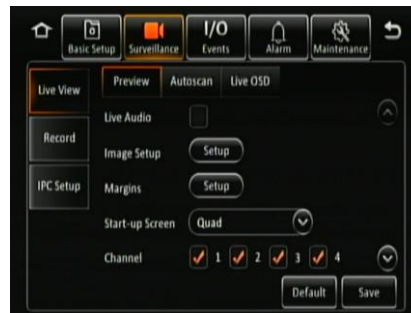 I/O
Basic Setup Surveillance Events Alarm Maintenance
Live View Preview Autoscan Live OSD
Live Audio
Record
Image Setup Setup
IPC Setup Margins Setup
Start-up Screen Quad
Channel 1 2 3 4
Default Save